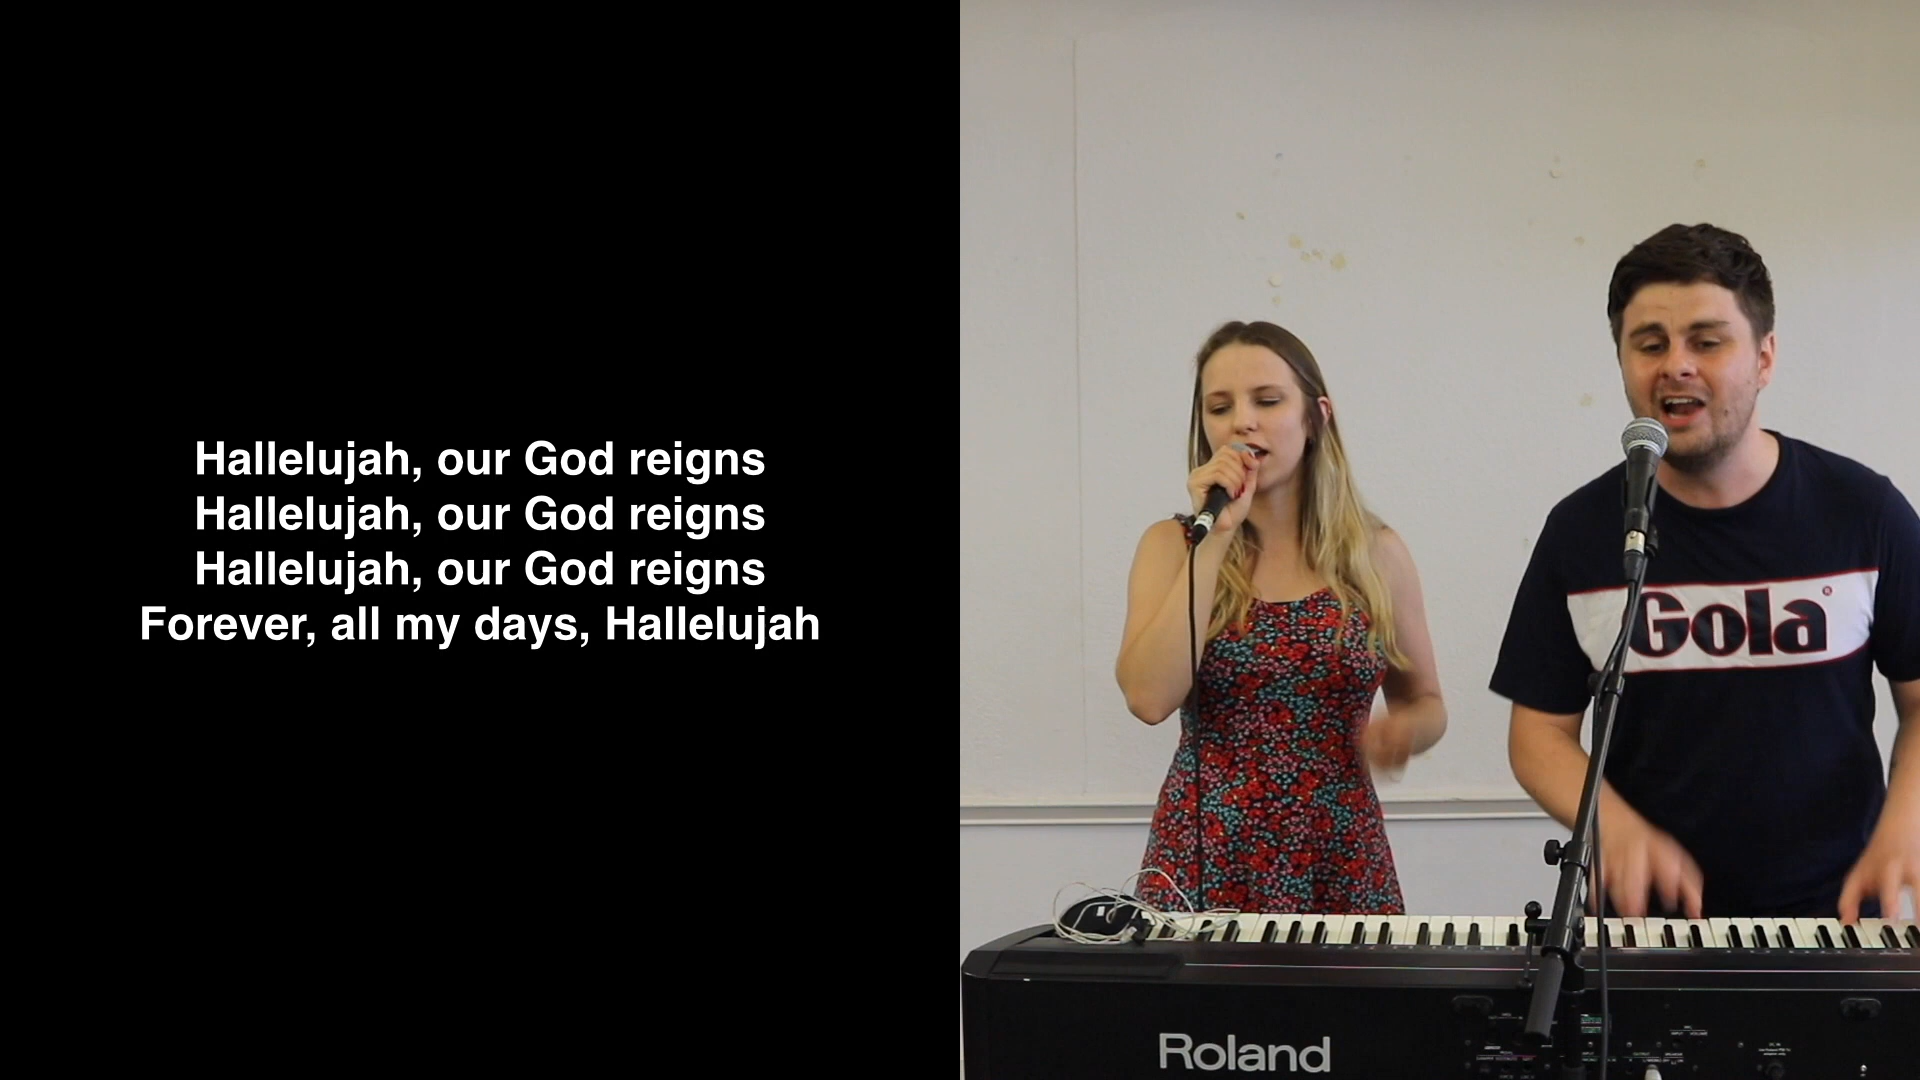 Hallelujah, our God reigns
Hallelujah, our God reigns
Hallelujah, our God reigns
Forever, all my days, Hallelujah
Gola®
Roland